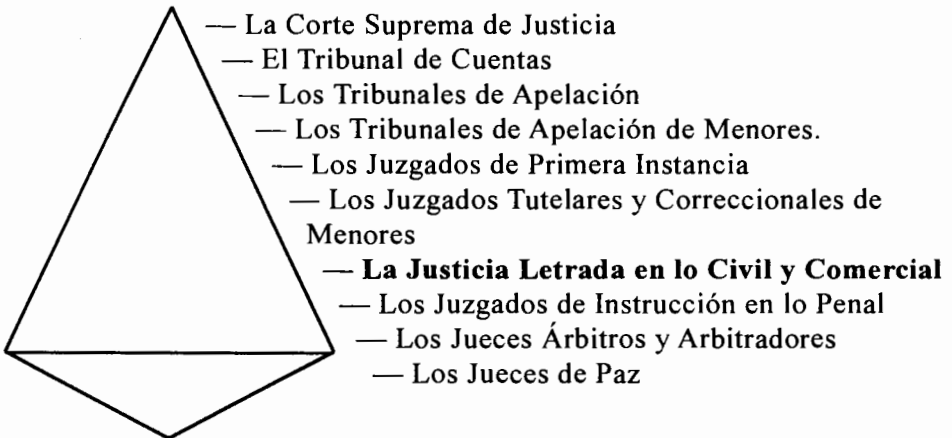 — La Corte Suprema de Justicia
— El Tribunal de Cuentas
— Los Tribunales de Apelación
— Los Tribunales de Apelación de Menores.
— Los Juzgados de Primera Instancia
— Los Juzgados Tutelares y Correccionales de
Menores
— La Justicia Letrada en lo Civil y Comercial
— Los Juzgados de Instrucción en lo Penal
— Los Jueces Árbitros y Arbitradores
— Los Jueces de Paz